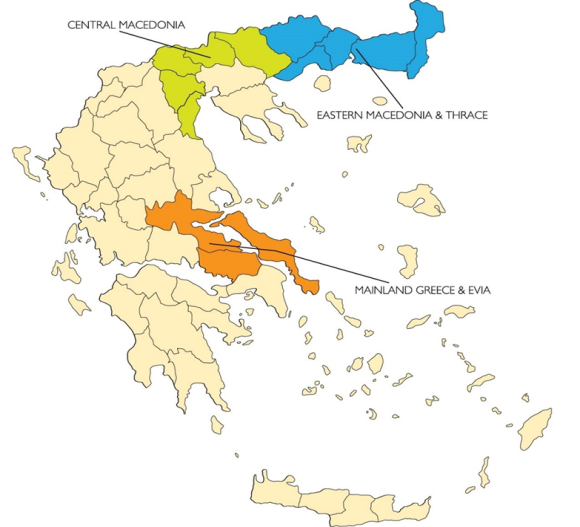 CENTRAL MACEDONIA
EASTERN MACEDONIA & THRACE
MAINLAND GREECE & EVIA